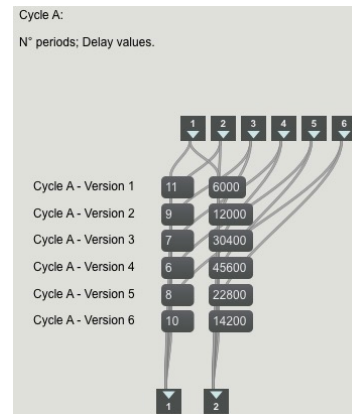 Cycle A:
N° periods; Delay values.
1 2 3 4 5 6
Cycle A - Version 1 11 6000
Cycle A - Version 2 9 12000
Cycle A - Version 3 7 30400
Cycle A - Version 4 6 45600
Cycle A - Version 5 8 22800
Cycle A - Version 6 10 14200
1 2